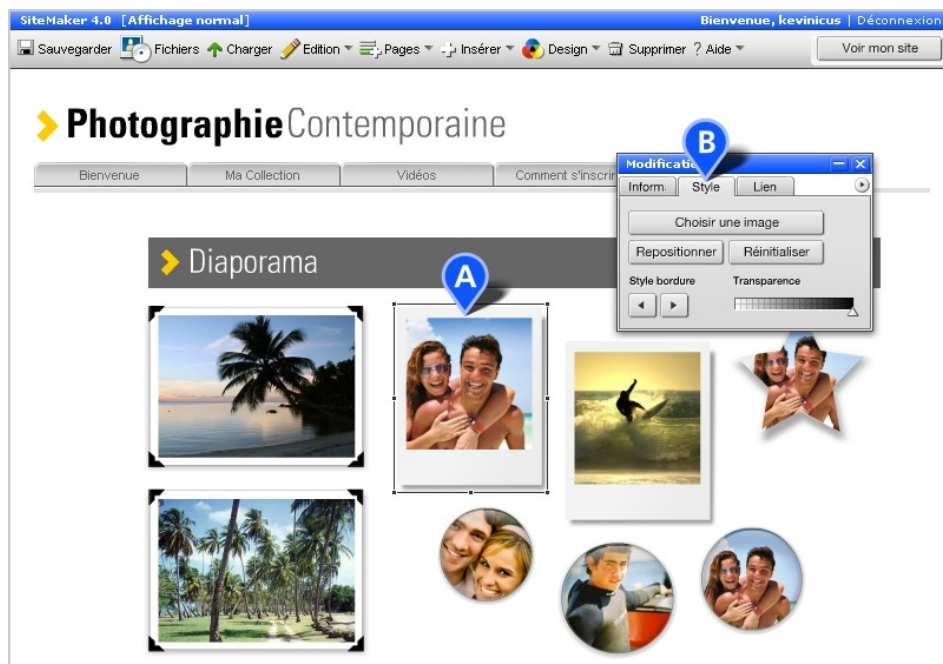 SiteMaker 4.0 [Affichage normal] Bienvenue, kevinicus | Déconnexion
Sauvegarder Fichiers Charger Edition Pages Insérer Design Supprimer ? Aide Voir mon site
Photographie Contemporaine
Bienvenue Ma Collection Vidéos Comment s'inscrir
B
Inform. Style Lien
Choisir une image
Diaporama
Repositionner Réinitialiser
A
Style bordure Transparence